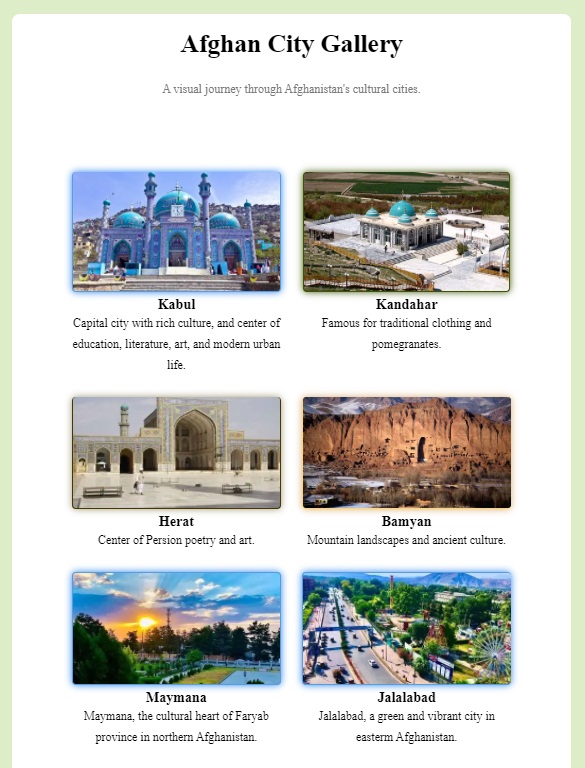 Afghan City Gallery
A visual journey through Afghanistan's cultural cities.
Kabul
Capital city with rich culture, and center of
education, literature, art, and modern urban
life.
Kandahar
Famous for traditional clothing and
pomegranates.
Herat
Center of Persion poetry and art.
Bamyan
Mountain landscapes and ancient culture.
Maymana
Maymana, the cultural heart of Faryab
province in northern Afghanistan.
Jalalabad
Jalalabad, a green and vibrant city in
easterm Afghanistan.